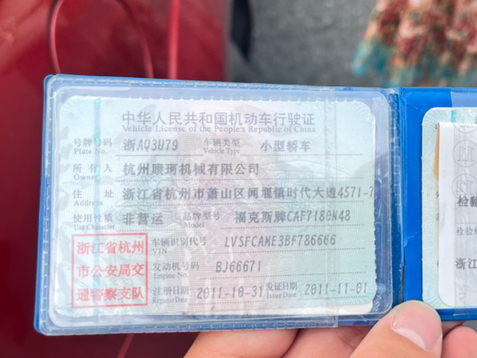 中华人民共和国机动车行驶证
Vehicle License of the People's Republic of China
号牌号码 浙AQ3U79 车辆类型 小型轿车
Plate No. Vehicle Type
所有人 杭州顺珂机械有限公司
Owner
住址 浙江省杭州市萧山区闻堰镇时代大道4571-7
Address
使用性质 非营运 品牌型号 福克斯牌CAF7180N48
Use Character Model
浙江省杭州 车辆识别代号 LVSFCAME3BF786666
VIN
市公安局交 发动机号码 BJ66671
Engine No.
通警察支队 注册日期 2011-10-31 发证日期 2011-11-01
Register Date Issue Date
检验
浙江